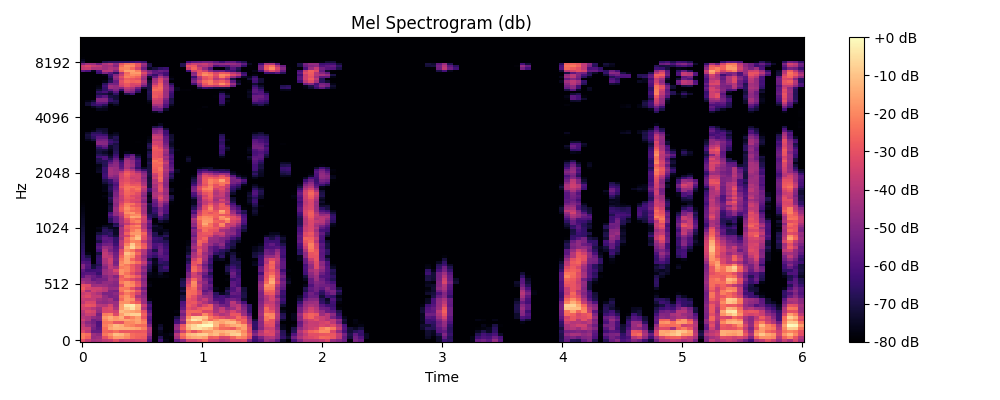 Mel Spectrogram (db)
8192
4096
2048
1024
512
0
Hz
0 1 2 3 4 5 6
Time
+0 dB
-10 dB
-20 dB
-30 dB
-40 dB
-50 dB
-60 dB
-70 dB
-80 dB